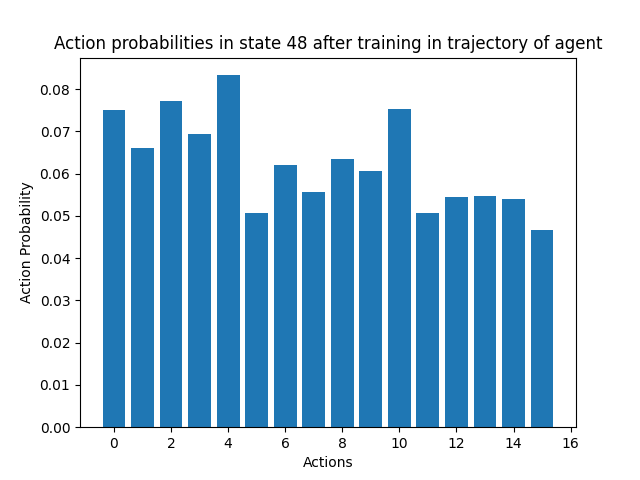 Action probabilities in state 48 after training in trajectory of agent
0.08
0.07
0.06
0.05
0.04
0.03
0.02
0.01
0.00
Action Probability
0 2 4 6 8 10 12 14 16
Actions